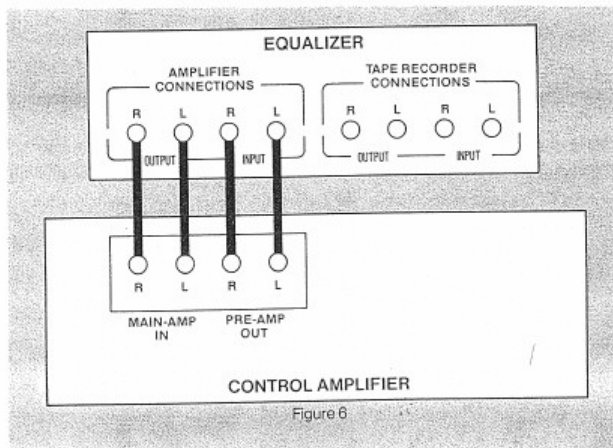 EQUALIZER
AMPLIFIER
CONNECTIONS
TAPE RECORDER
CONNECTIONS
R L R L
R L R L
OUTPUT INPUT
OUTPUT INPUT
R L R L
MAIN-AMP
IN
PRE-AMP
OUT
CONTROL AMPLIFIER
Figure 6